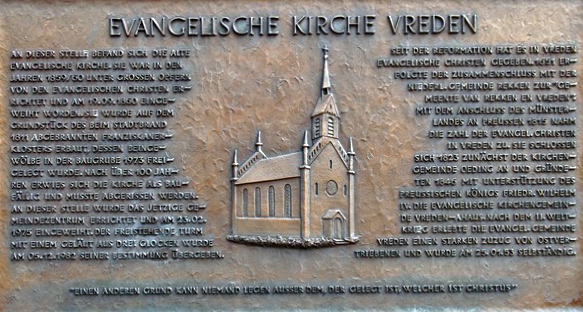 EVANGELISCHE KIRCHE VREDEN
AN DIESER STELLE BEFAND SICH DIE ALTE
EVANGELISCHE KIRCHE. SIE WAR IN DEN
JAHREN 1859/60 UNTER GROSSEN OPFERN
VON DEN EVANGELISCHEN CHRISTEN ER-
RICHTET UND AM 19.09.1860 EINGE-
WEIHT WORDEN. SIE WURDE AUF DEM
GRUNDSTÜCK DES BEIM STADTBRAND
1811 ABGEBRANNTEN FRANZISKANER-
KLOSTERS ERBAUT, DESSEN BEINGE-
WÖLBE IN DER BAUGRUBE 1973 FREI-
GELEGT WURDE. NACH ÜBER 100 JAH-
REN ERWIES SICH DIE KIRCHE ALS BAU-
FÄLLIG UND MUSSTE ABGERISSEN WERDEN.
AN DIESER STELLE WURDE DAS JETZIGE GE-
MEINDEZENTRUM ERRICHTET UND AM 23.02.
1975 EINGEWEIHT. DER FREISTEHENDE TURM
MIT EINEM GELÄUT AUS DREI GLOCKEN WURDE
AM 05.12.1982 SEINER BESTIMMUNG ÜBERGEBEN.
SEIT DER REFORMATION HAT ES IN VREDEN
EVANGELISCHE CHRISTEN GEGEBEN. 1651 ER-
FOLGTE DER ZUSAMMENSCHLUSS MIT DER
NIEDERL. GEMEINDE REKKEN ZUR "GE-
MEENTE VAN REKKEN EN VREDEN".
MIT DEM ANSCHLUSS DES MÜNSTER-
LANDES AN PREUSSEN 1815 NAHM
DIE ZAHL DER EVANGEL. CHRISTEN
IN VREDEN ZU. SIE SCHLOSSEN
SICH 1823 ZUNÄCHST DER KIRCHEN-
GEMEINDE OEDING AN UND GRÜNDE-
TEN 1846 MIT UNTERSTÜTZUNG DES
PREUSSISCHEN KÖNIGS FRIEDR. WILHELM
IV. DIE EVANGELISCHE KIRCHENGEMEIN-
DE VREDEN. NACH DEM II. WELT-
KRIEG ERLEBTE DIE EVANGEL. GEMEINDE
VREDEN EINEN STARKEN ZUZUG VON OSTVER-
TRIEBENEN UND WURDE AM 25.01.53 SELBSTÄNDIG.
"EINEN ANDEREN GRUND KANN NIEMAND LEGEN AUSSER DEM, DER GELEGT IST, WELCHER IST CHRISTUS"